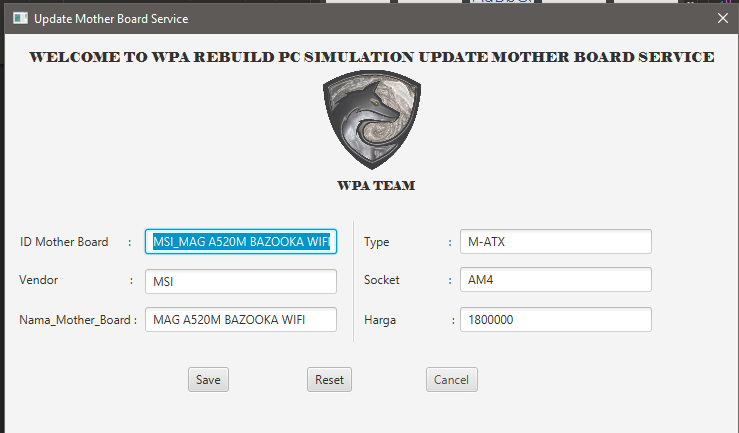 Update Mother Board Service
WELCOME TO WPA REBUILD PC SIMULATION UPDATE MOTHER BOARD SERVICE
WPA TEAM
ID Mother Board : MSI_MAG A520M BAZOOKA WIFI
Type : M-ATX
Vendor : MSI
Socket : AM4
Nama_Mother_Board : MAG A520M BAZOOKA WIFI
Harga : 1800000
Save Reset Cancel